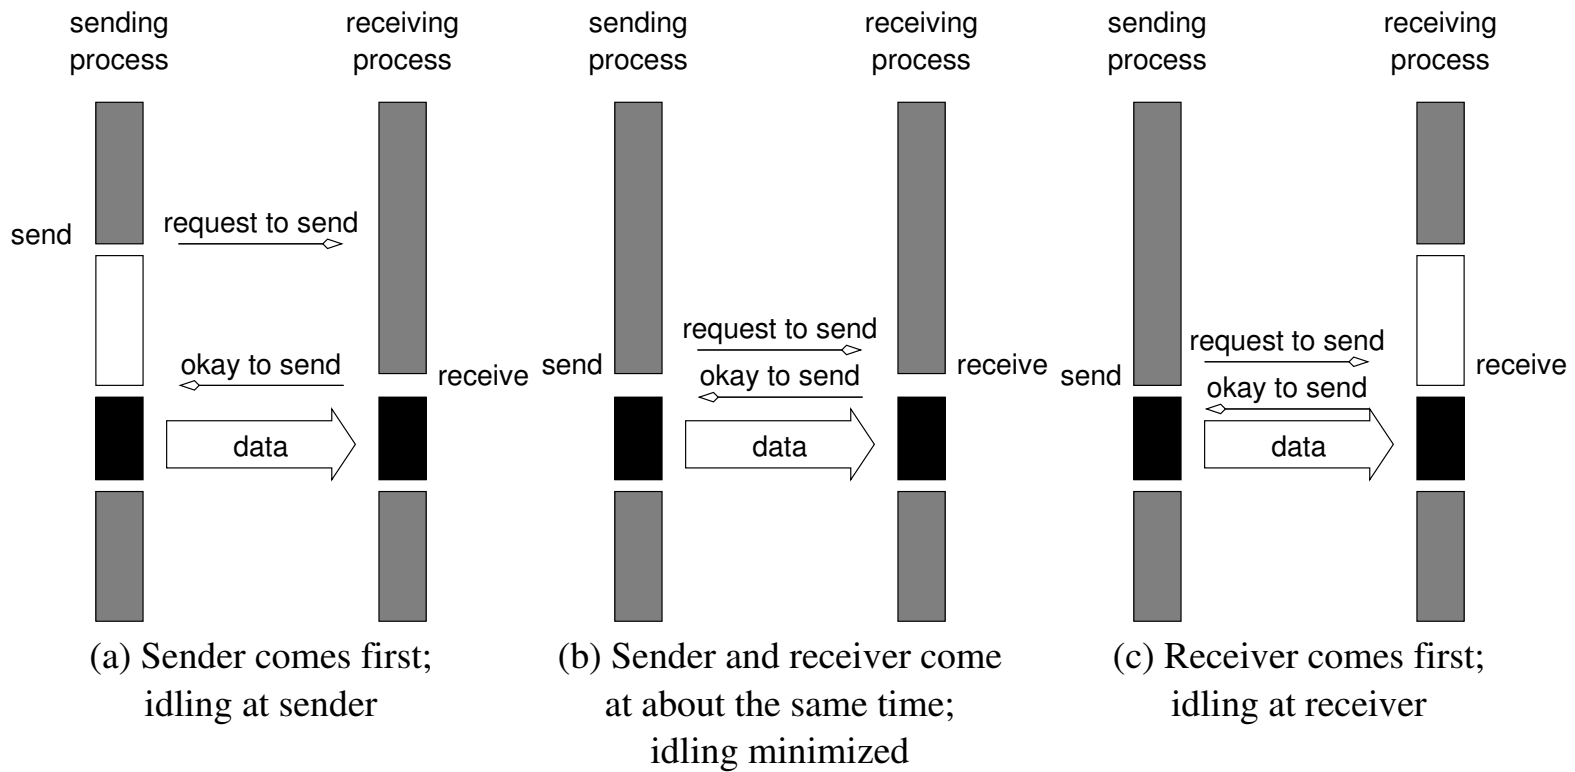 sending
process
receiving
process
send
request to send
okay to send
receive
data
(a) Sender comes first;
idling at sender
sending
process
receiving
process
request to send
send
okay to send
receive
data
(b) Sender and receiver come
at about the same time;
idling minimized
sending
process
receiving
process
request to send
send
okay to send
receive
data
(c) Receiver comes first;
idling at receiver